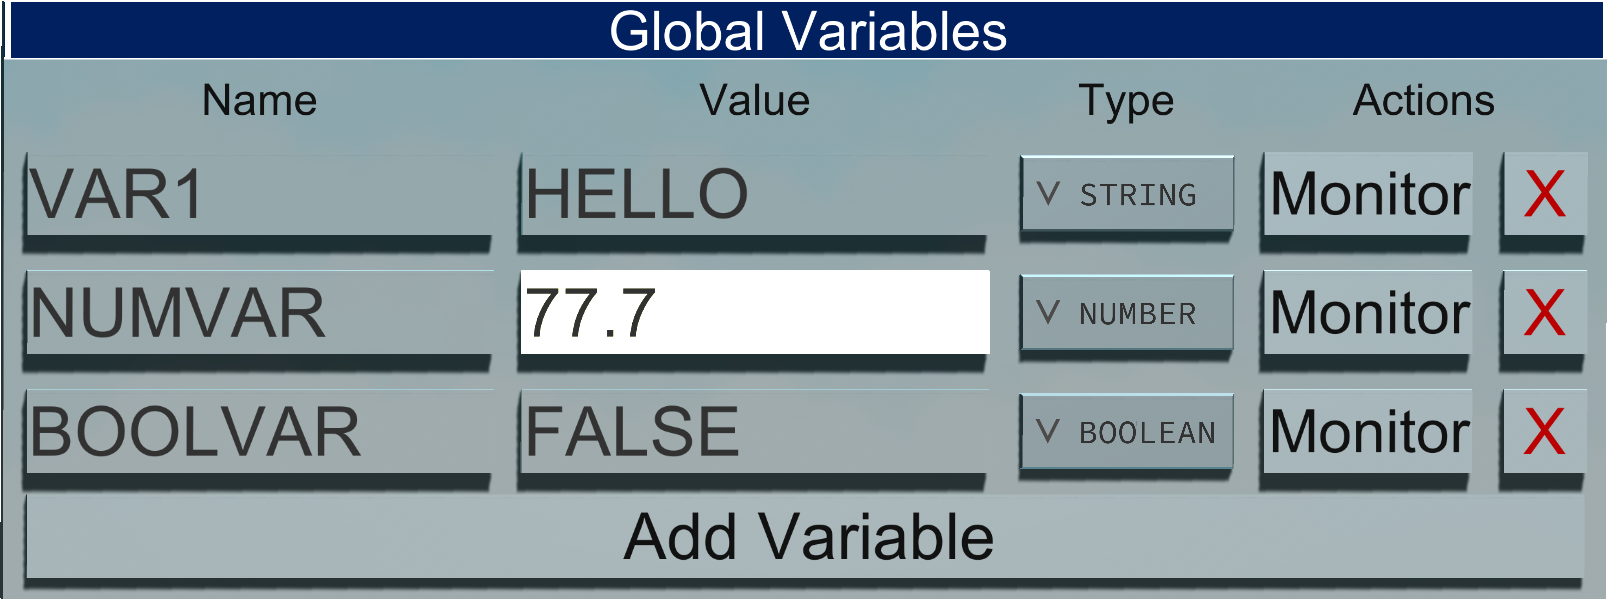 Global Variables
Name Value Type Actions
VAR1 HELLO V STRING Monitor X
NUMVAR 77.7 V NUMBER Monitor X
BOOLVAR FALSE V BOOLEAN Monitor X
Add Variable